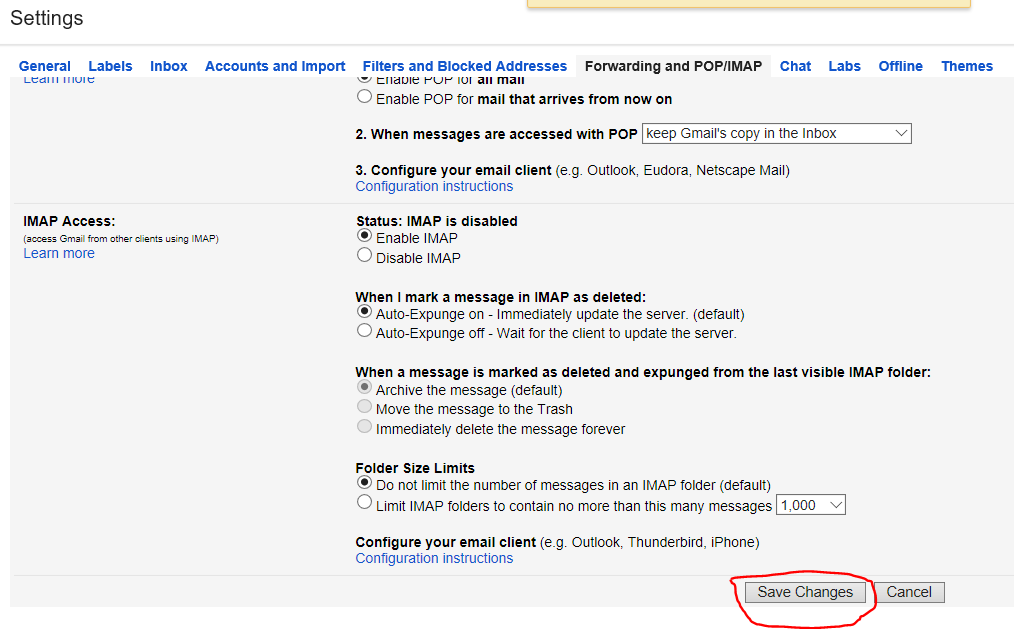 Settings
General Labels Inbox Accounts and Import Filters and Blocked Addresses Forwarding and POP/IMAP Chat Labs Offline Themes
Learn more
Enable POP for all mail
Enable POP for mail that arrives from now on
2. When messages are accessed with POP keep Gmail's copy in the Inbox
3. Configure your email client (e.g. Outlook, Eudora, Netscape Mail)
Configuration instructions
IMAP Access:
(access Gmail from other clients using IMAP)
Learn more
Status: IMAP is disabled
Enable IMAP
Disable IMAP
When I mark a message in IMAP as deleted:
Auto-Expunge on - Immediately update the server. (default)
Auto-Expunge off - Wait for the client to update the server.
When a message is marked as deleted and expunged from the last visible IMAP folder:
Archive the message (default)
Move the message to the Trash
Immediately delete the message forever
Folder Size Limits
Do not limit the number of messages in an IMAP folder (default)
Limit IMAP folders to contain no more than this many messages 1,000
Configure your email client (e.g. Outlook, Thunderbird, iPhone)
Configuration instructions
Save Changes Cancel